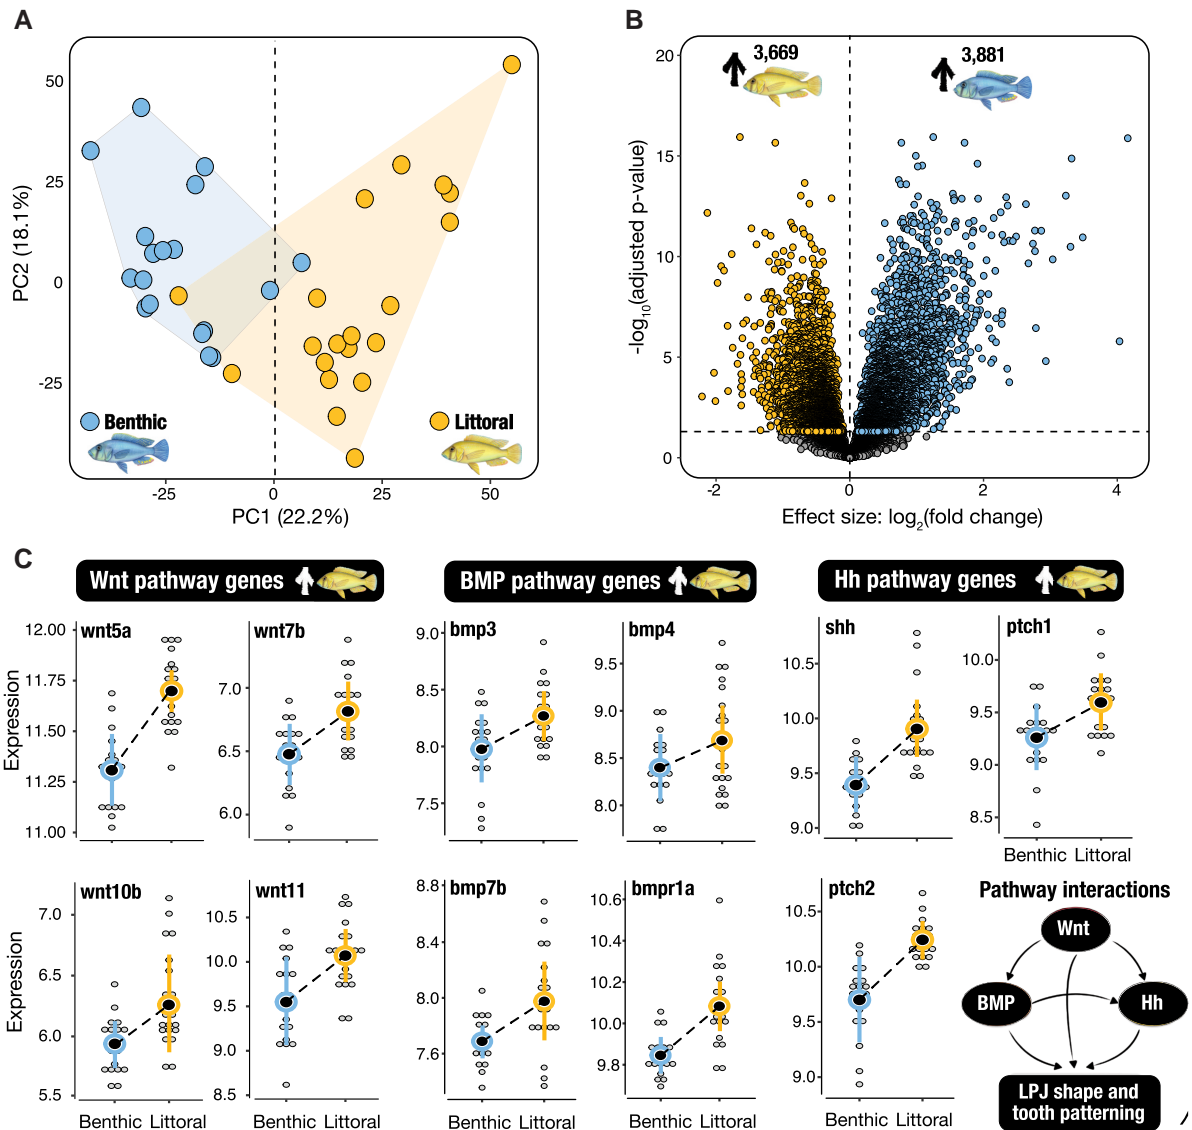 A
50
25
0
-25
PC2 (18.1%)
Benthic
Littoral
-25
0
25
50
PC1 (22.2%)
B
20
15
10
5
0
-log10(adjusted p-value)
3,669
3,881
-2
0
2
4
Effect size: log2(fold change)
C
Wnt pathway genes
BMP pathway genes
Hh pathway genes
Expression
wnt5a
12.00
11.75
11.50
11.25
11.00
wnt7b
7.0
6.5
6.0
bmp3
9.0
8.5
8.0
7.5
bmp4
9.5
9.0
8.5
8.0
shh
10.5
10.0
9.5
9.0
ptch1
10.0
9.5
9.0
8.5
Benthic Littoral
Expression
wnt10b
7.0
6.5
6.0
5.5
Benthic Littoral
wnt11
10.5
10.0
9.5
9.0
8.5
Benthic Littoral
bmp7b
8.8
8.4
8.0
7.6
Benthic Littoral
bmpr1a
10.6
10.4
10.2
10.0
9.8
Benthic Littoral
ptch2
10.5
10.0
9.5
9.0
Benthic Littoral
Pathway interactions
Wnt
BMP
Hh
LPJ shape and
tooth patterning